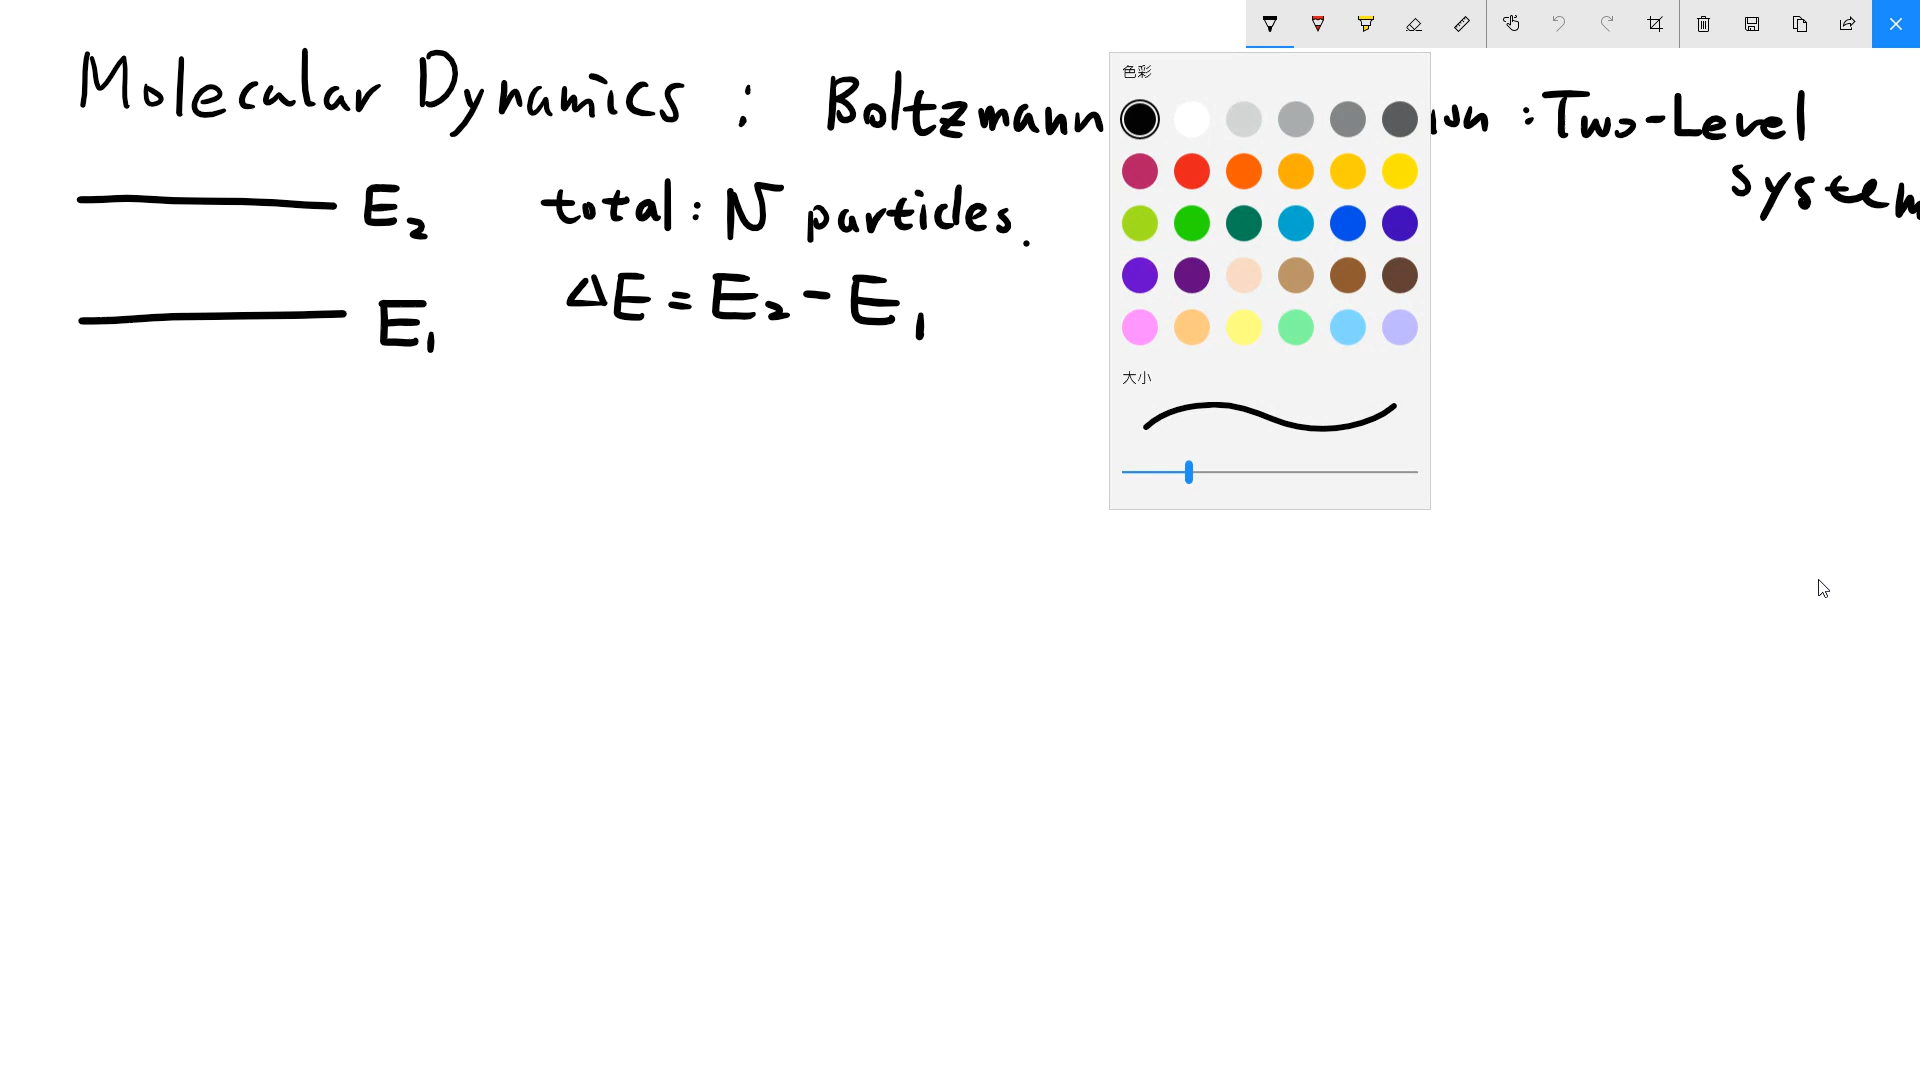 Molecular Dynamics : Boltzmann : Two-Level
system
E2 total : N particles.
ΔE = E2 - E1
E1
色彩
大小